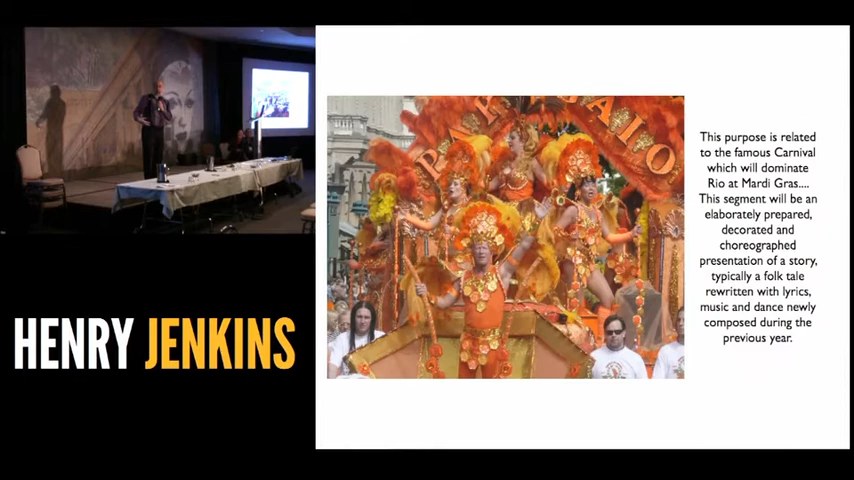 HENRY JENKINS
This purpose is related
to the famous Carnival
which will dominate
Rio at Mardi Gras....
This segment will be an
elaborately prepared,
decorated and
choreographed
presentation of a story,
typically a folk tale
rewritten with lyrics,
music and dance newly
composed during the
previous year.